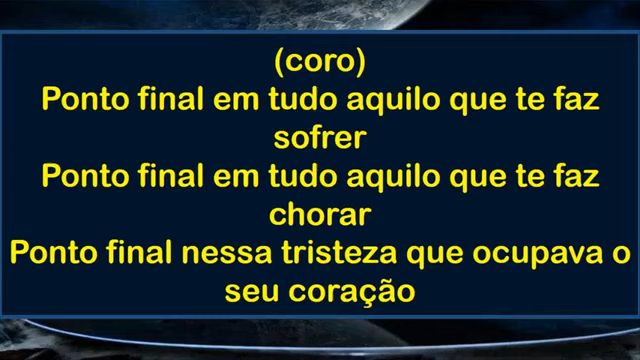 (coro)
Ponto final em tudo aquilo que te faz
sofrer
Ponto final em tudo aquilo que te faz
chorar
Ponto final nessa tristeza que ocupava o
seu coração